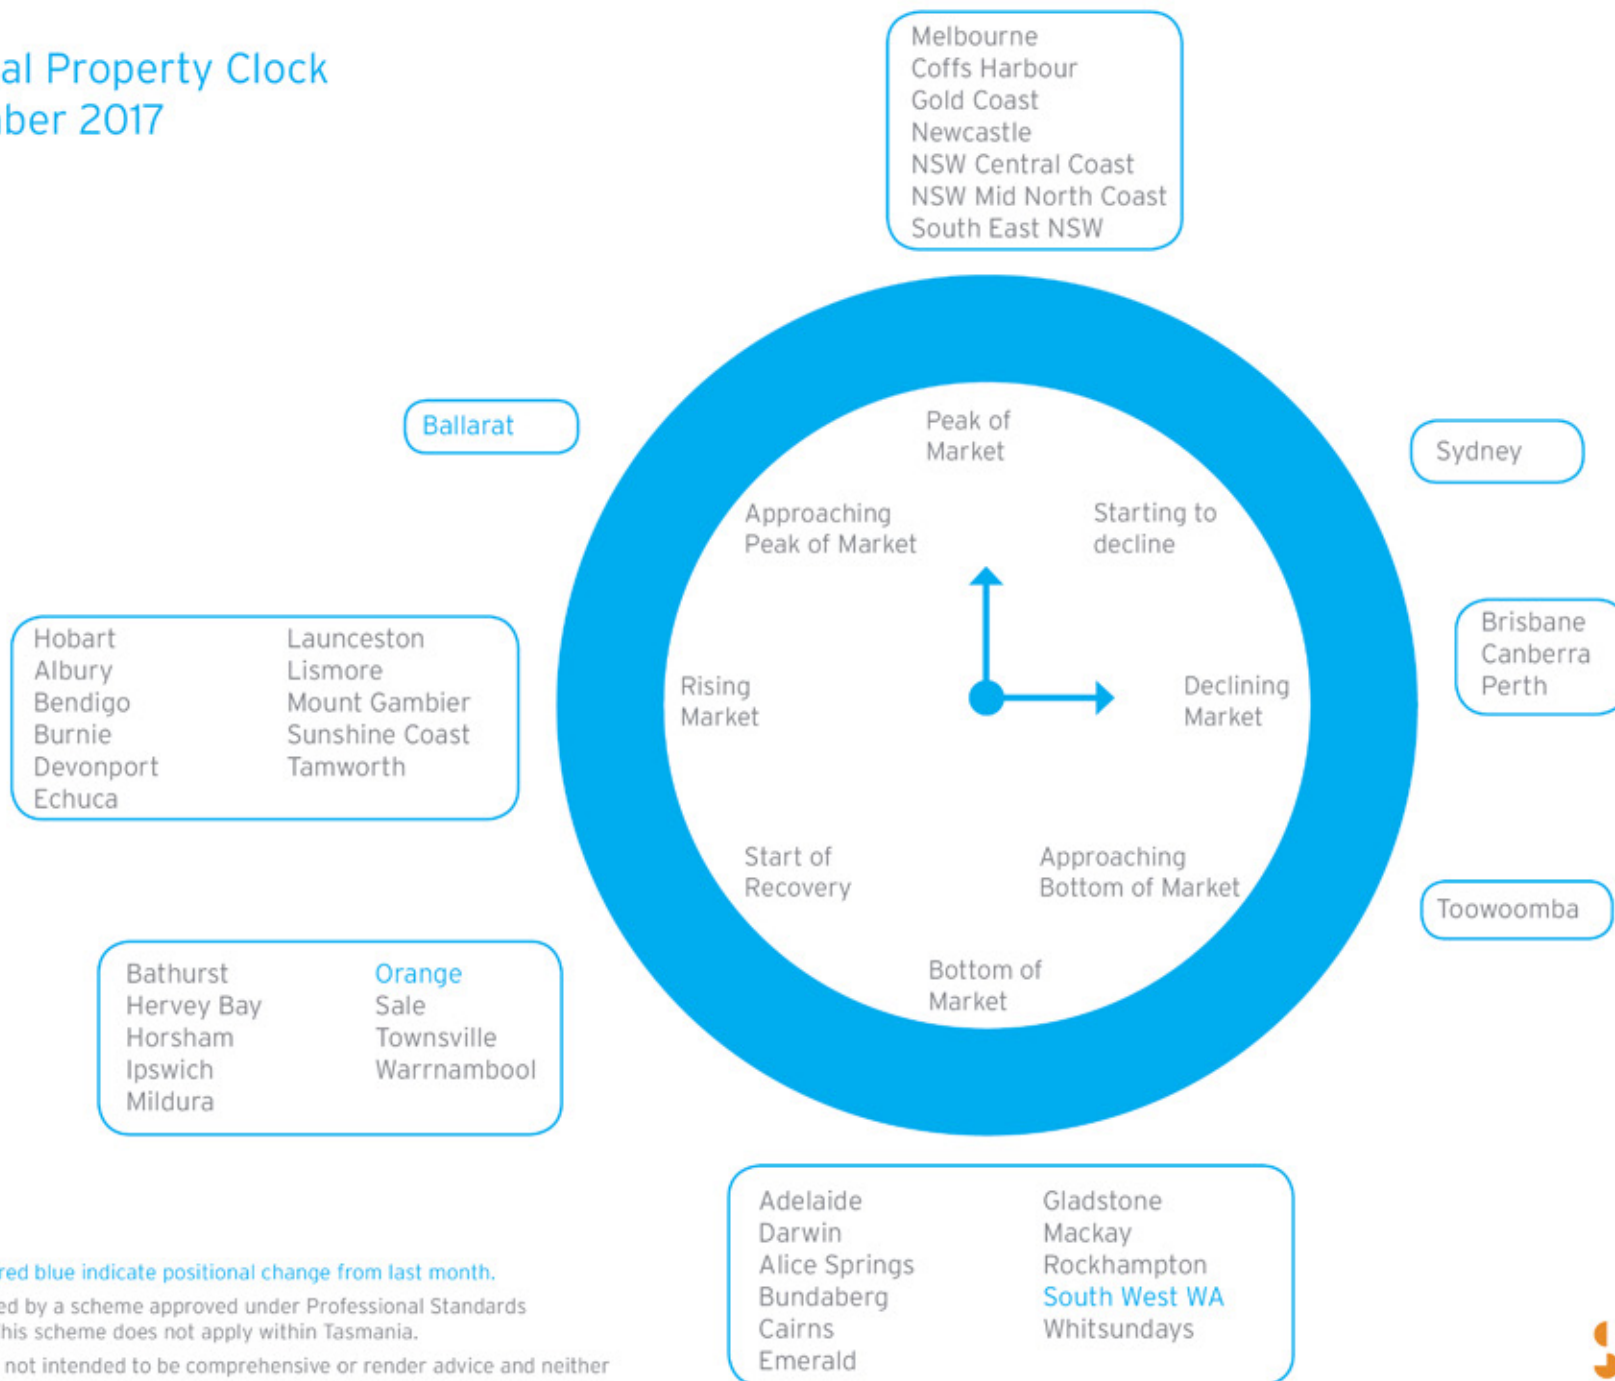 al Property Clock
ber 2017
Melbourne
Coffs Harbour
Gold Coast
Newcastle
NSW Central Coast
NSW Mid North Coast
South East NSW
Ballarat
Sydney
Peak of
Market
Approaching
Peak of Market
Starting to
decline
Hobart
Albury
Bendigo
Burnie
Devonport
Echuca
Launceston
Lismore
Mount Gambier
Sunshine Coast
Tamworth
Rising
Market
Declining
Market
Brisbane
Canberra
Perth
Start of
Recovery
Approaching
Bottom of Market
Toowoomba
Bathurst
Hervey Bay
Horsham
Ipswich
Mildura
Orange
Sale
Townsville
Warrnambool
Bottom of
Market
Adelaide
Darwin
Alice Springs
Bundaberg
Cairns
Emerald
Gladstone
Mackay
Rockhampton
South West WA
Whitsundays
red blue indicate positional change from last month.
ed by a scheme approved under Professional Standards
his scheme does not apply within Tasmania.
not intended to be comprehensive or render advice and neither